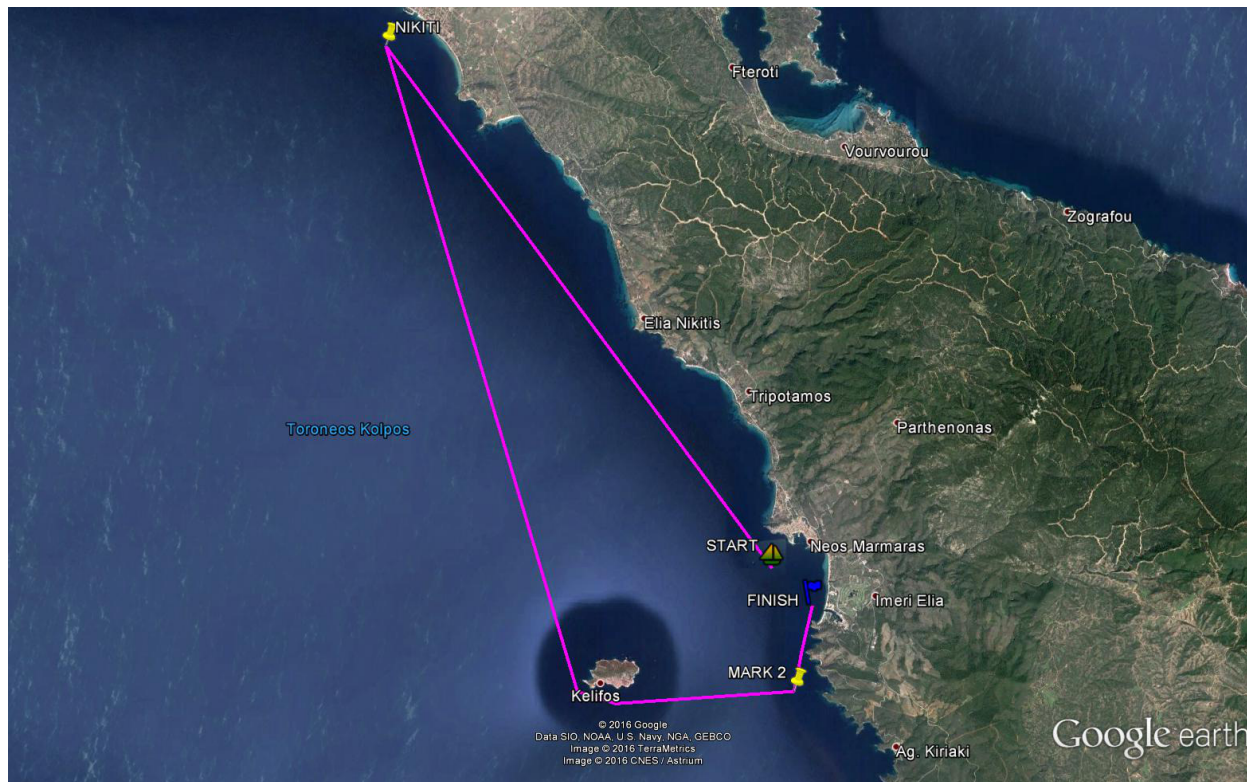 NIKITI
Fteroti
Vourvourou
Zografou
Elia Nikitis
Tripotamos
Toroneos Kolpos
Parthenonas
START
Neos Marmaras
FINISH
Imeri Elia
MARK 2
Kelifos
© 2016 Google
Data SIO, NOAA, U.S. Navy, NGA, GEBCO
Image © 2016 TerraMetrics
Image © 2016 CNES / Astrium
Google earth
Ag. Kiriaki